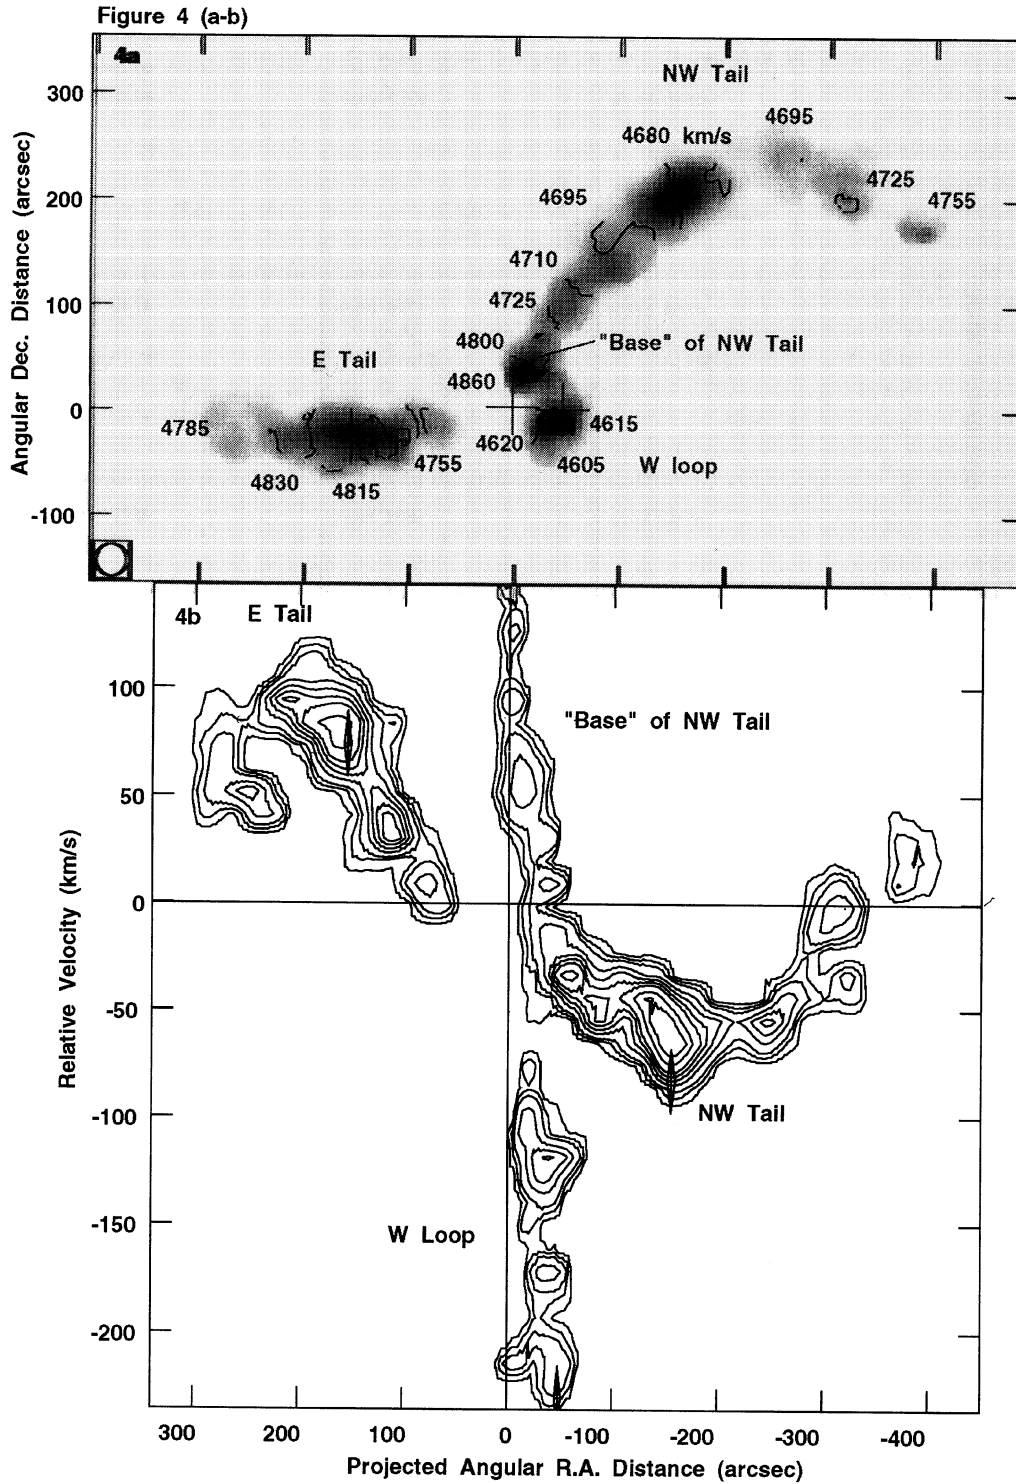 Figure 4 (a-b)
4a
NW Tail
300
4695
4680 km/s
200
4695
4725
4755
4710
100
4725
4800
"Base" of NW Tail
E Tail
4860
0
4785
4615
4620
4755
4605
W loop
4830
4815
-100
Angular Dec. Distance (arcsec)
4b
E Tail
100
"Base" of NW Tail
50
0
-50
NW Tail
-100
-150
W Loop
-200
Relative Velocity (km/s)
300
200
100
0
-100
-200
-300
-400
Projected Angular R.A. Distance (arcsec)